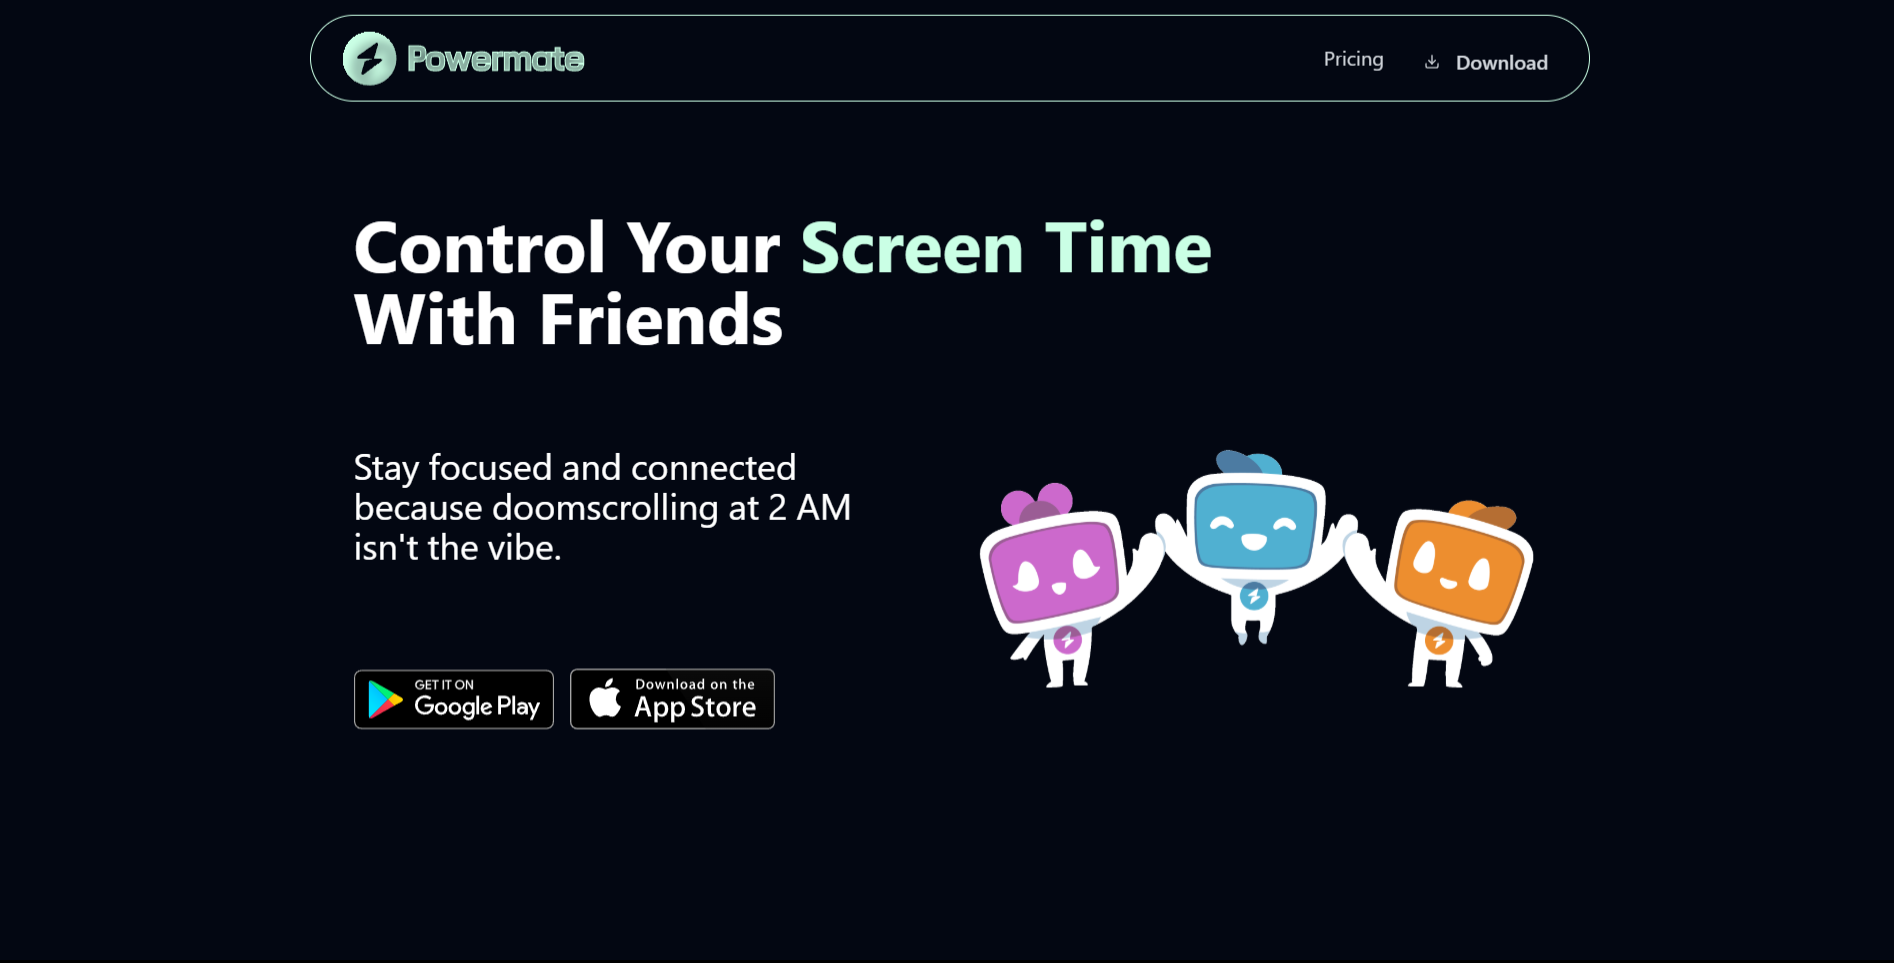 Powermate
Pricing
Download
Control Your Screen Time
With Friends
Stay focused and connected
because doomscrolling at 2 AM
isn't the vibe.
GET IT ON
Google Play
Download on the
App Store